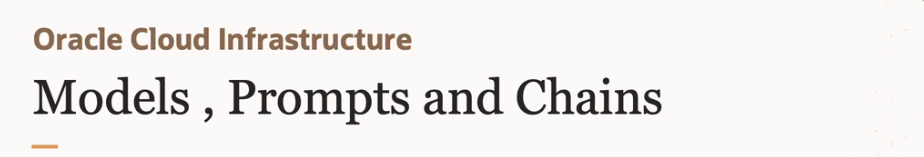 Oracle Cloud Infrastructure
Models , Prompts and Chains